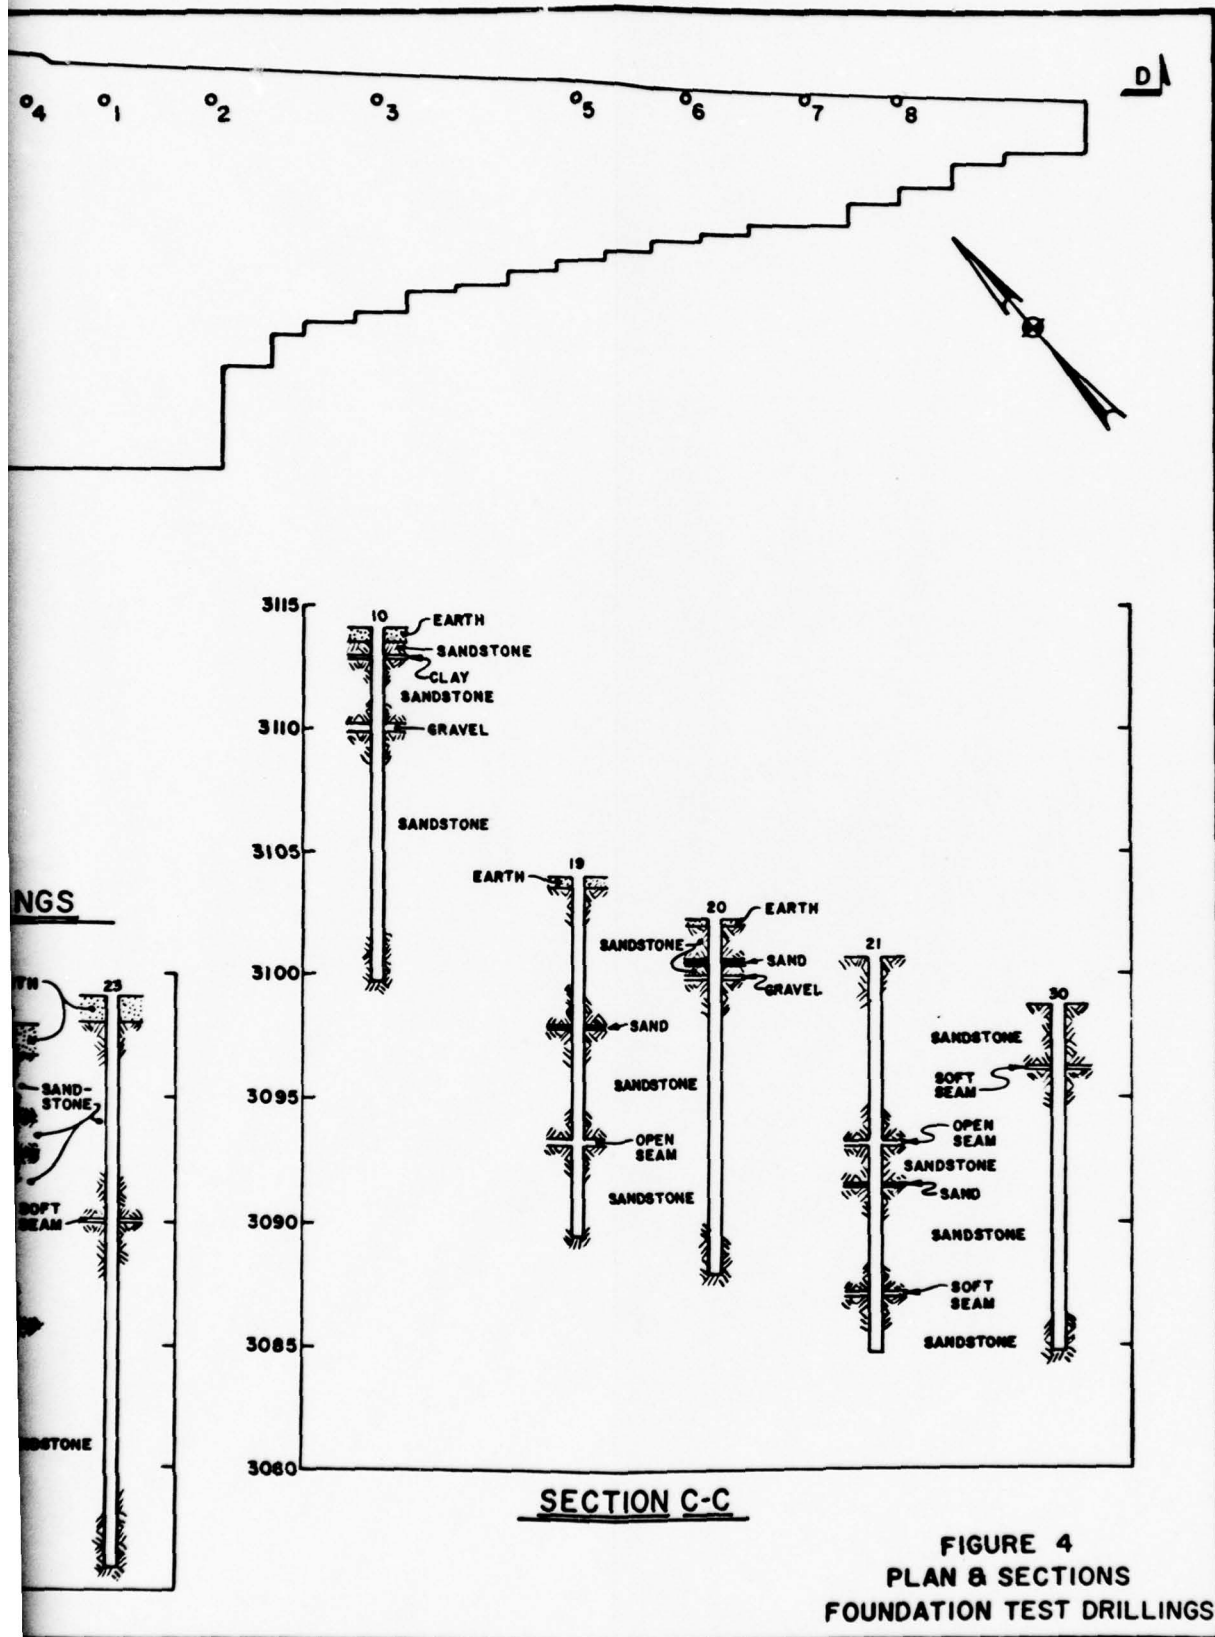 D
4 1 2 3 5 6 7 8
3115
10
EARTH
SANDSTONE
CLAY
SANDSTONE
3110
GRAVEL
SANDSTONE
3105
19
EARTH
NGS
20
EARTH
SANDSTONE
SAND
GRAVEL
21
3100
23
30
SAND
SANDSTONE
SOFT
SEAM
SAND-
STONE
SANDSTONE
3095
OPEN
SEAM
OPEN
SEAM
SANDSTONE
SAND
SANDSTONE
SOFT
SEAM
3090
SANDSTONE
SOFT
SEAM
3085
SANDSTONE
3080
SECTION C-C
FIGURE 4
PLAN & SECTIONS
FOUNDATION TEST DRILLINGS